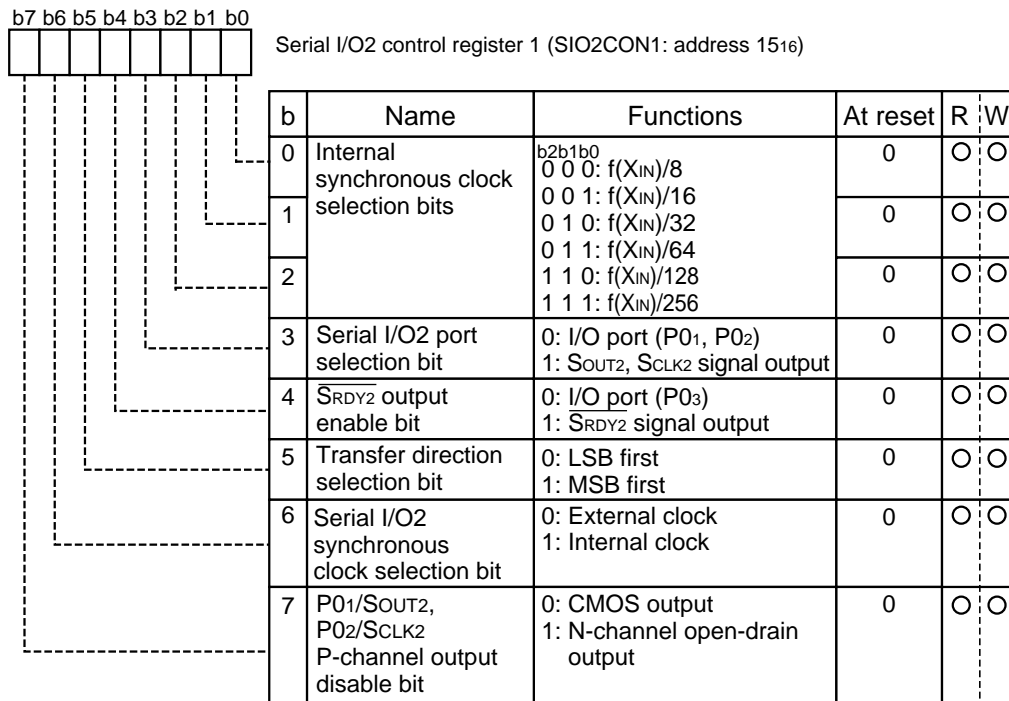 b7 b6 b5 b4 b3 b2 b1 b0
Serial I/O2 control register 1 (SIO2CON1: address 1516)
b Name Functions At reset R W
0 Internal
synchronous clock
selection bits
b2b1b0
0 0 0: f(XIN)/8
0 0 1: f(XIN)/16
0 1 0: f(XIN)/32
0 1 1: f(XIN)/64
1 1 0: f(XIN)/128
1 1 1: f(XIN)/256
0
1
0
2
0
3 Serial I/O2 port
selection bit
0: I/O port (P01, P02)
1: SOUT2, SCLK2 signal output
0
4 SRDY2 output
enable bit
0: I/O port (P03)
1: SRDY2 signal output
0
5 Transfer direction
selection bit
0: LSB first
1: MSB first
0
6 Serial I/O2
synchronous
clock selection bit
0: External clock
1: Internal clock
0
7 P01/SOUT2,
P02/SCLK2
P-channel output
disable bit
0: CMOS output
1: N-channel open-drain
output
0